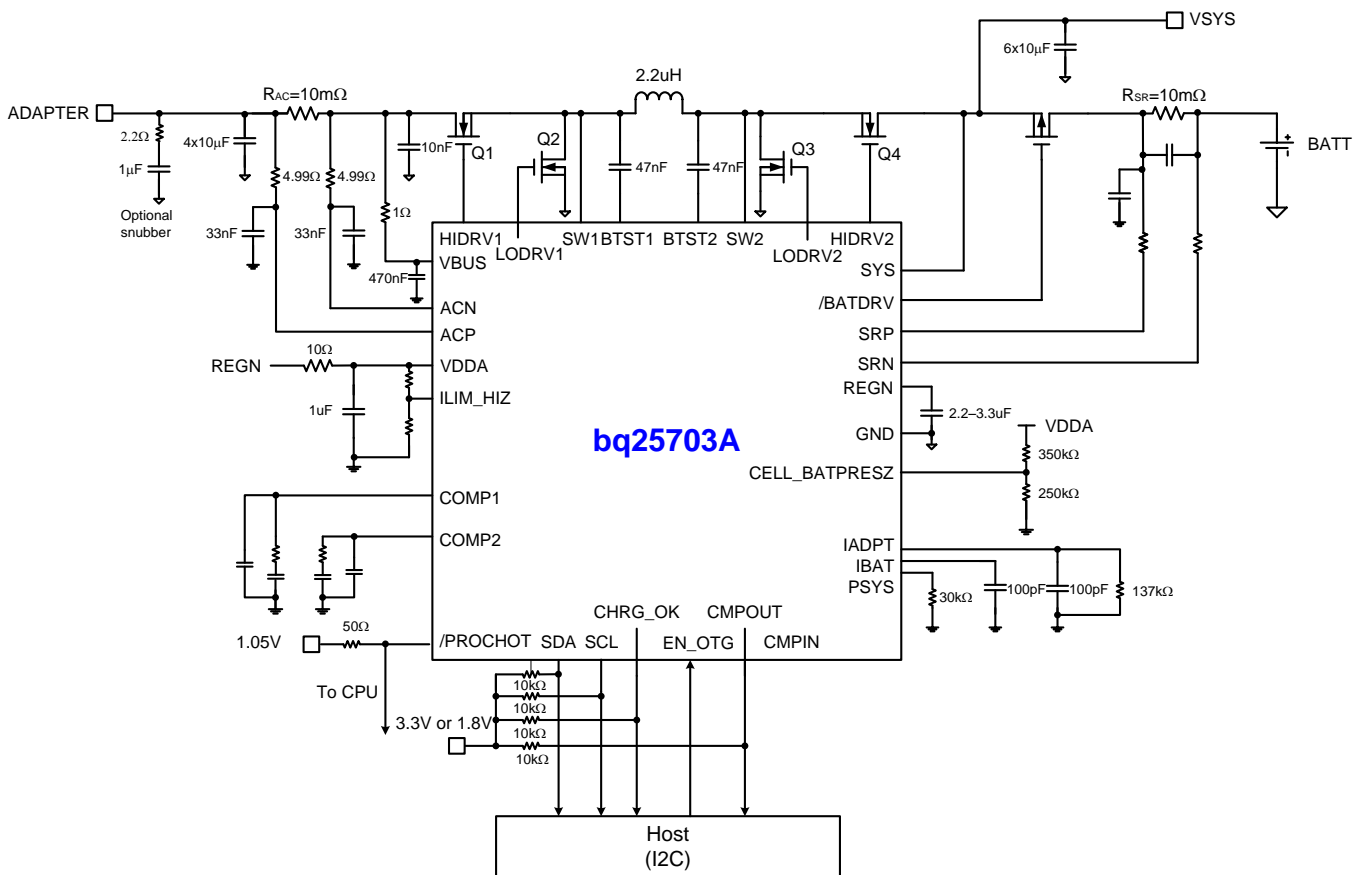 VSYS
6x10µF
2.2uH
ADAPTER
RAC=10mΩ
RSR=10mΩ
2.2Ω
4x10µF
10nF
Q1
Q2
47nF
47nF
Q3
Q4
BATT
1µF
4.99Ω
4.99Ω
Optional
snubber
33nF
33nF
1Ω
470nF
HIDRV1
LODRV1
SW1
BTST1
BTST2
SW2
LODRV2
HIDRV2
VBUS
SYS
/BATDRV
ACN
ACP
SRP
SRN
REGN
10Ω
VDDA
ILIM_HIZ
1uF
REGN
2.2–3.3uF
GND
bq25703A
VDDA
350kΩ
CELL_BATPRESZ
250kΩ
COMP1
COMP2
IADPT
IBAT
PSYS
30kΩ
100pF
100pF
137kΩ
1.05V
50Ω
/PROCHOT
SDA
SCL
CHRG_OK
EN_OTG
CMPOUT
CMPIN
To CPU
10kΩ
10kΩ
10kΩ
10kΩ
3.3V or 1.8V
Host
(I2C)